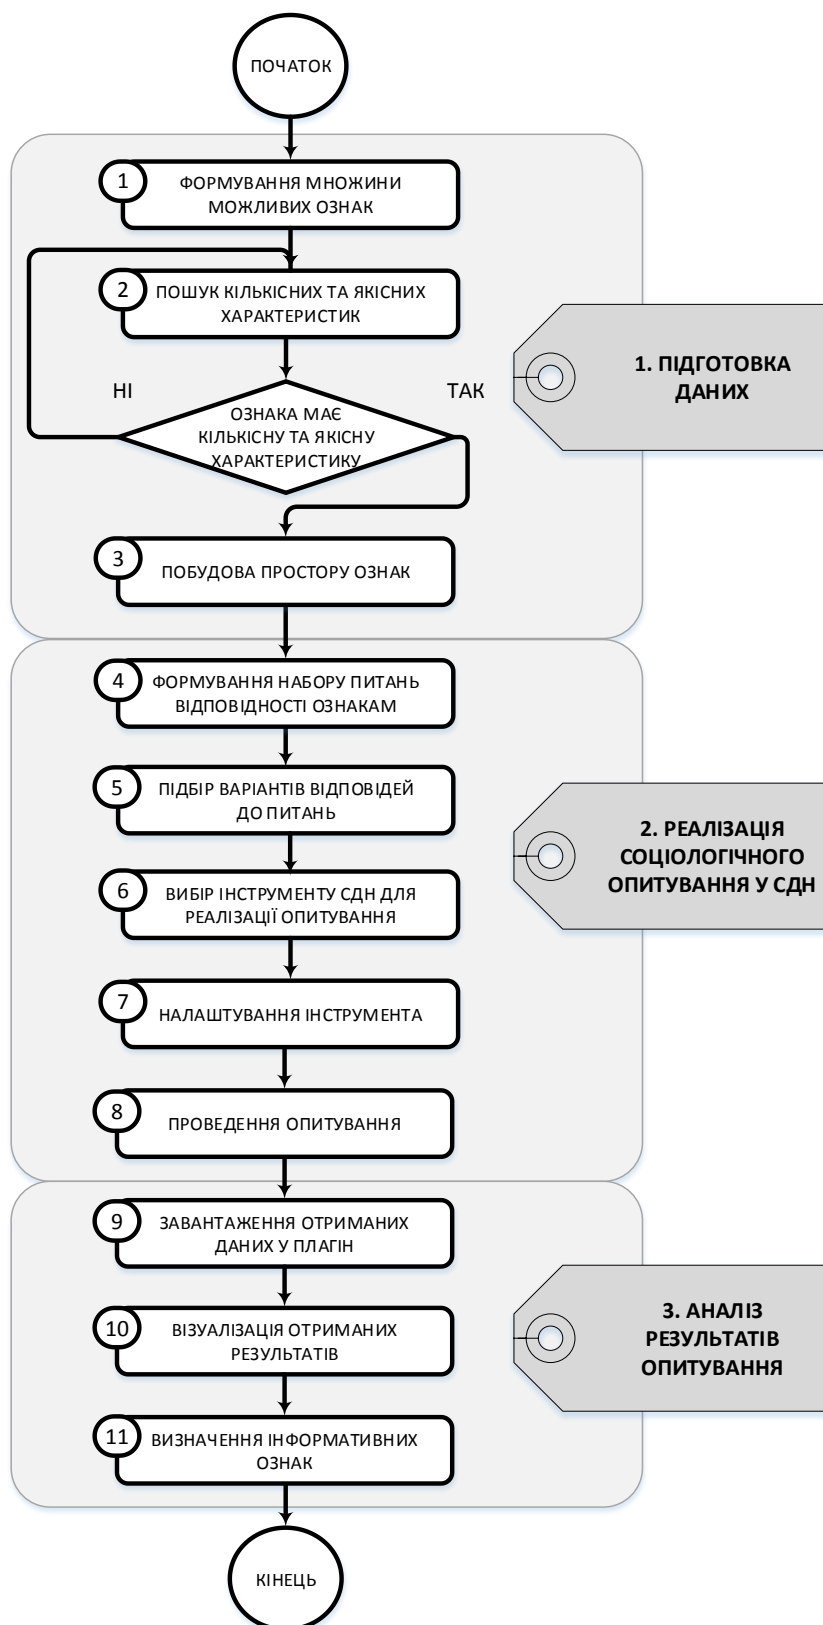 ПОЧАТОК
1
ФОРМУВАННЯ МНОЖИНИ
МОЖЛИВИХ ОЗНАК
2
ПОШУК КІЛЬКІСНИХ ТА ЯКІСНИХ
ХАРАКТЕРИСТИК
НІ
ТАК
ОЗНАКА МАЄ
КІЛЬКІСНУ ТА ЯКІСНУ
ХАРАКТЕРИСТИКУ
1. ПІДГОТОВКА
ДАНИХ
3
ПОБУДОВА ПРОСТОРУ ОЗНАК
4
ФОРМУВАННЯ НАБОРУ ПИТАНЬ
ВІДПОВІДНОСТІ ОЗНАКАМ
5
ПІДБІР ВАРІАНТІВ ВІДПОВІДЕЙ
ДО ПИТАНЬ
6
ВИБІР ІНСТРУМЕНТУ СДН ДЛЯ
РЕАЛІЗАЦІЇ ОПИТУВАННЯ
2. РЕАЛІЗАЦІЯ
СОЦІОЛОГІЧНОГО
ОПИТУВАННЯ У СДН
7
НАЛАШТУВАННЯ ІНСТРУМЕНТА
8
ПРОВЕДЕННЯ ОПИТУВАННЯ
9
ЗАВАНТАЖЕННЯ ОТРИМАНИХ
ДАНИХ У ПЛАГІН
10
ВІЗУАЛІЗАЦІЯ ОТРИМАНИХ
РЕЗУЛЬТАТІВ
3. АНАЛІЗ
РЕЗУЛЬТАТІВ
ОПИТУВАННЯ
11
ВИЗНАЧЕННЯ ІНФОРМАТИВНИХ
ОЗНАК
КІНЕЦЬ